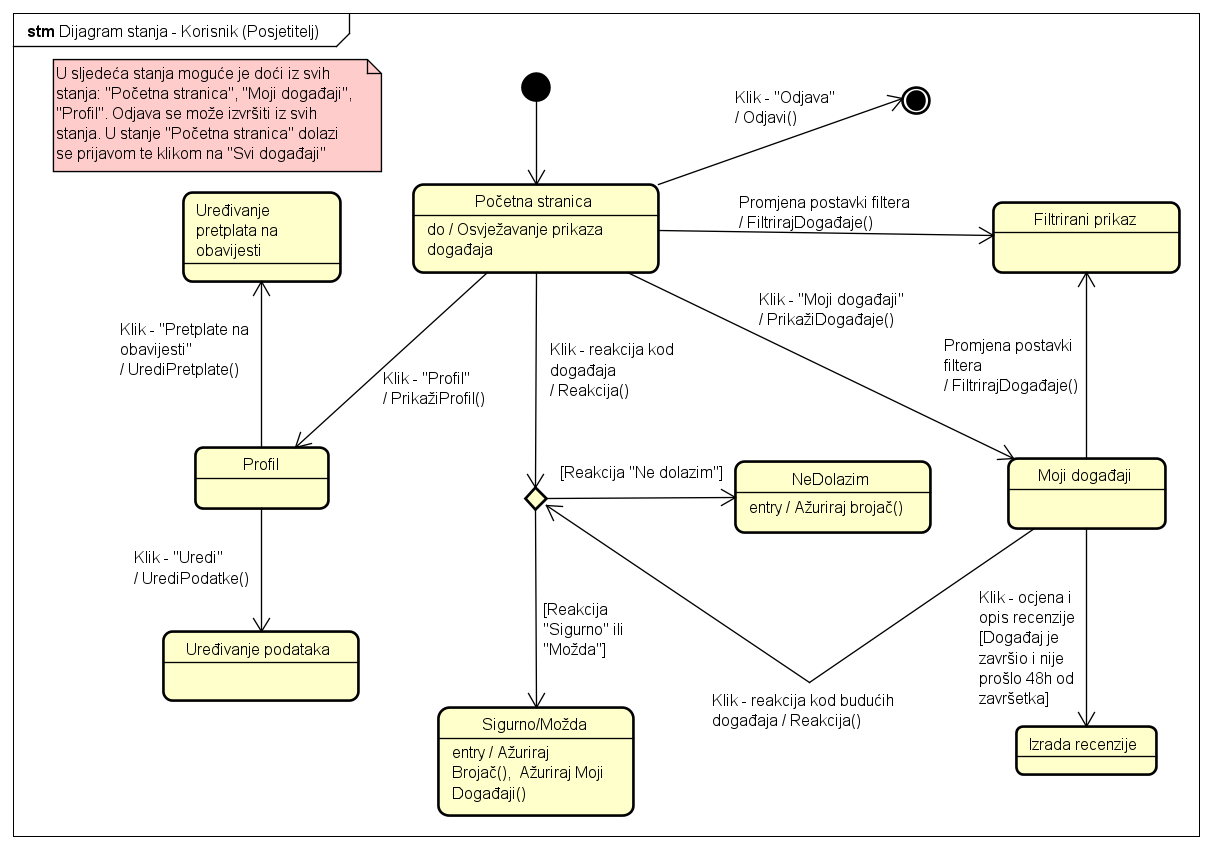 stm Dijagram stanja - Korisnik (Posjetitelj)
U sljedeća stanja moguće je doći iz svih
stanja: "Početna stranica", "Moji događaji",
"Profil". Odjava se može izvršiti iz svih
stanja. U stanje "Početna stranica" dolazi
se prijavom te klikom na "Svi događaji"
Klik - "Odjava"
/ Odjavi()
Početna stranica
do / Osvježavanje prikaza
događaja
Promjena postavki filtera
/ FiltrirajDogađaje()
Filtrirani prikaz
Uređivanje
pretplata na
obavijesti
Klik - "Pretplate na
obavijesti"
/ UrediPretplate()
Klik - "Profil"
/ PrikažiProfil()
Klik - reakcija kod
događaja
/ Reakcija()
Klik - "Moji događaji"
/ PrikažiDogađaje()
Promjena postavki
filtera
/ FiltrirajDogađaje()
Profil
[Reakcija "Ne dolazim"]
NeDolazim
entry / Ažuriraj brojač()
Moji događaji
Klik - "Uredi"
/ UrediPodatke()
Uređivanje podataka
[Reakcija
"Sigurno" ili
"Možda"]
Klik - ocjena i
opis recenzije
[Događaj je
završio i nije
prošlo 48h od
završetka]
Klik - reakcija kod budućih
događaja / Reakcija()
Sigurno/Možda
entry / Ažuriraj
Brojač(),  Ažuriraj Moji
Događaji()
Izrada recenzije